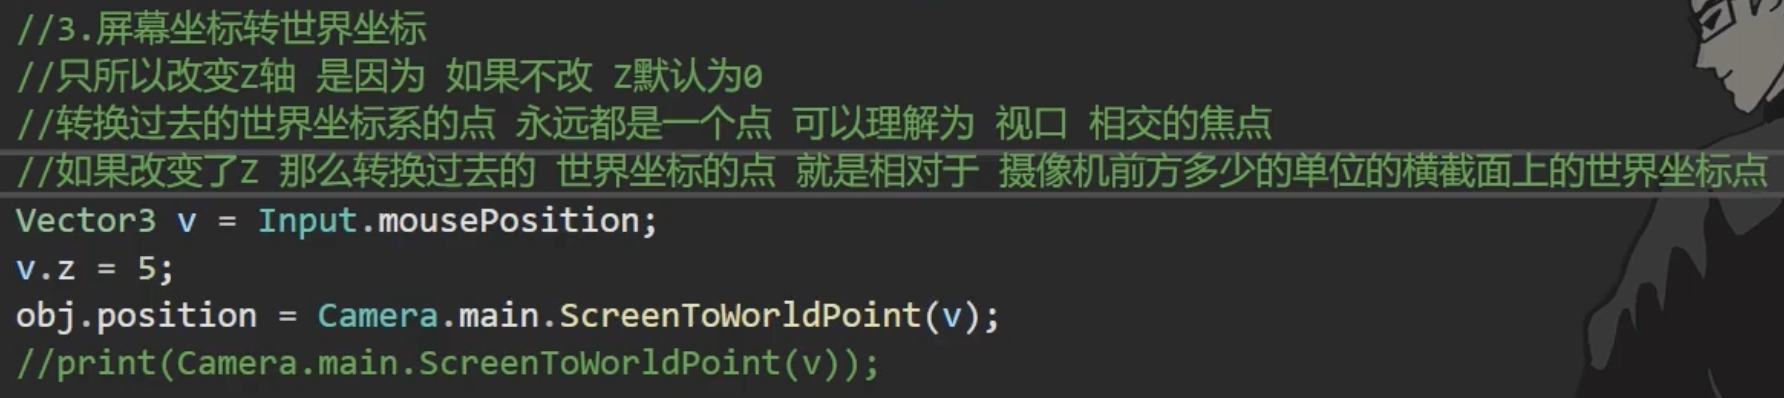 //3.屏幕坐标转世界坐标
//只所以改变Z轴 是因为 如果不改 Z默认为0
//转换过去的世界坐标系的点 永远都是一个点 可以理解为 视口 相交的焦点
//如果改变了Z 那么转换过去的 世界坐标的点 就是相对于 摄像机前方多少的单位的横截面上的世界坐标点
Vector3 v = Input.mousePosition;
v.z = 5;
obj.position = Camera.main.ScreenToWorldPoint(v);
//print(Camera.main.ScreenToWorldPoint(v));